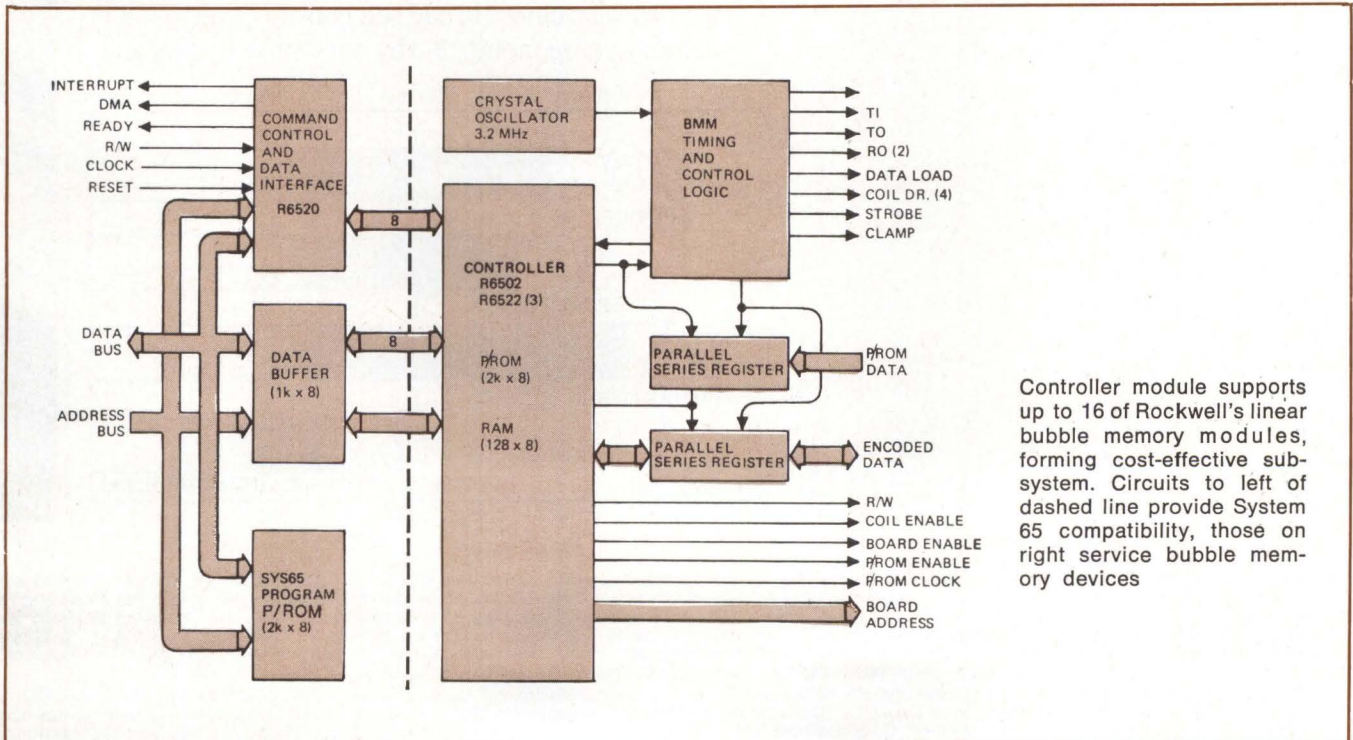 INTERRUPT
DMA
READY
R/W
CLOCK
RESET
COMMAND
CONTROL
AND
DATA
INTERFACE
R6520
DATA
BUS
ADDRESS
BUS
8
DATA
BUFFER
(1k x 8)
8
SYS65
PROGRAM
P/ROM
(2k x 8)
CRYSTAL
OSCILLATOR
3.2 MHz
CONTROLLER
R6502
R6522 (3)
P/ROM
(2k x 8)
RAM
(128 x 8)
BMM
TIMING
AND
CONTROL
LOGIC
TI
TO
RO (2)
DATA LOAD
COIL DR. (4)
STROBE
CLAMP
PARALLEL
SERIES REGISTER
P/ROM
DATA
PARALLEL
SERIES REGISTER
ENCODED
DATA
R/W
COIL ENABLE
BOARD ENABLE
P/ROM ENABLE
P/ROM CLOCK
BOARD
ADDRESS
Controller module supports
up to 16 of Rockwell's linear
bubble memory modules,
forming cost-effective sub-
system. Circuits to left of
dashed line provide System
65 compatibility, those on
right service bubble mem-
ory devices